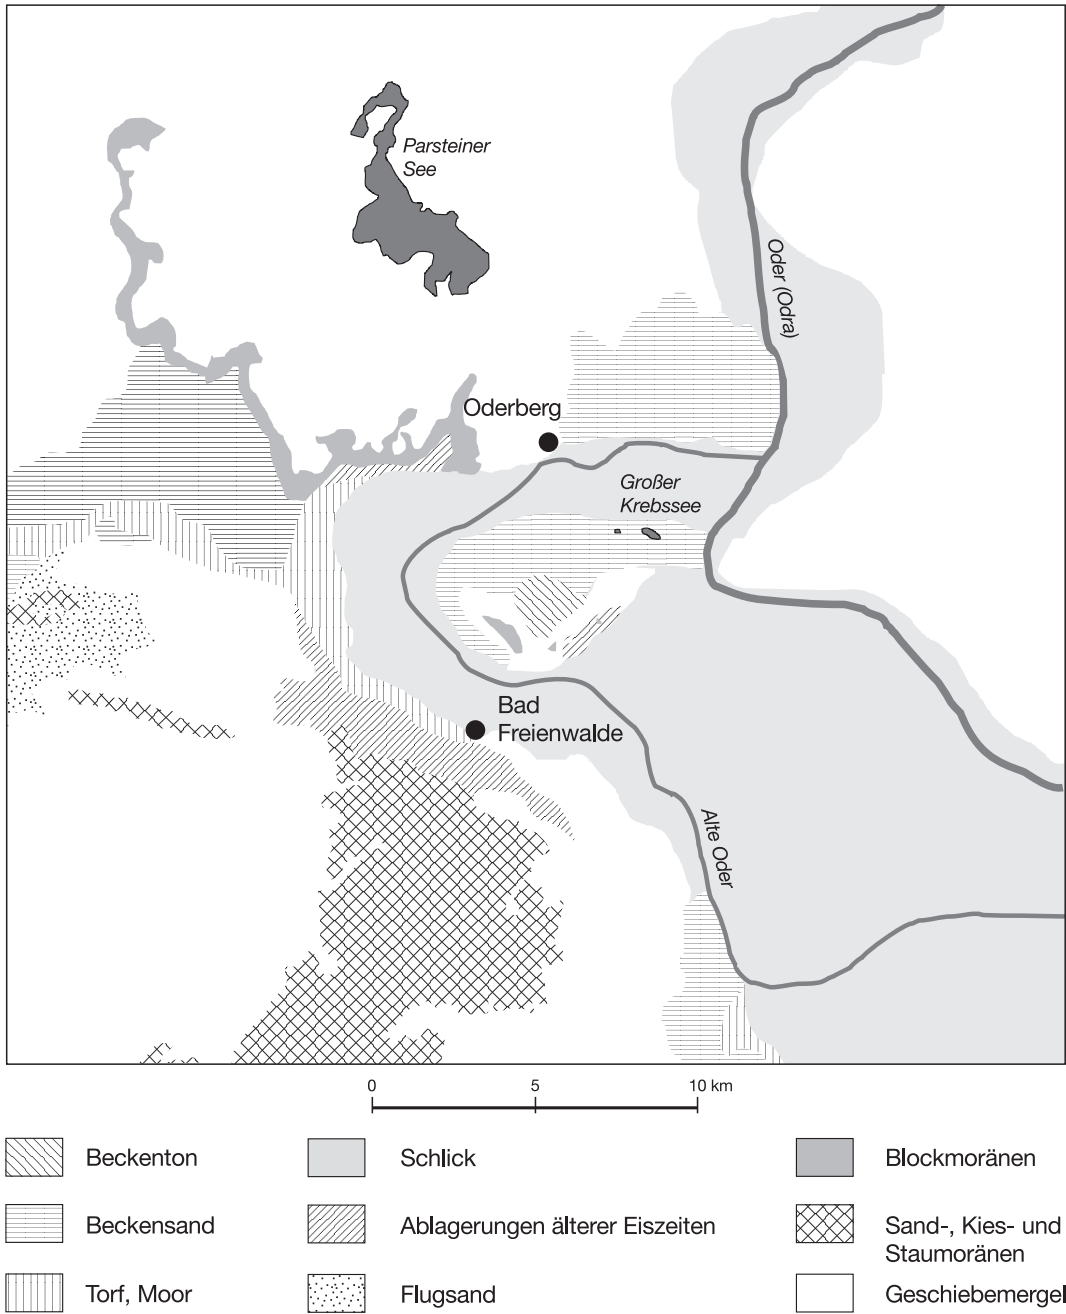 Parsteiner
See
Oder (Odra)
Oderberg
Großer
Krebssee
Bad
Freienwalde
Alte Oder
0 5 10 km
Beckenton
Schlick
Blockmoränen
Beckensand
Ablagerungen älterer Eiszeiten
Sand-, Kies- und
Staumoränen
Torf, Moor
Flugsand
Geschiebemergel